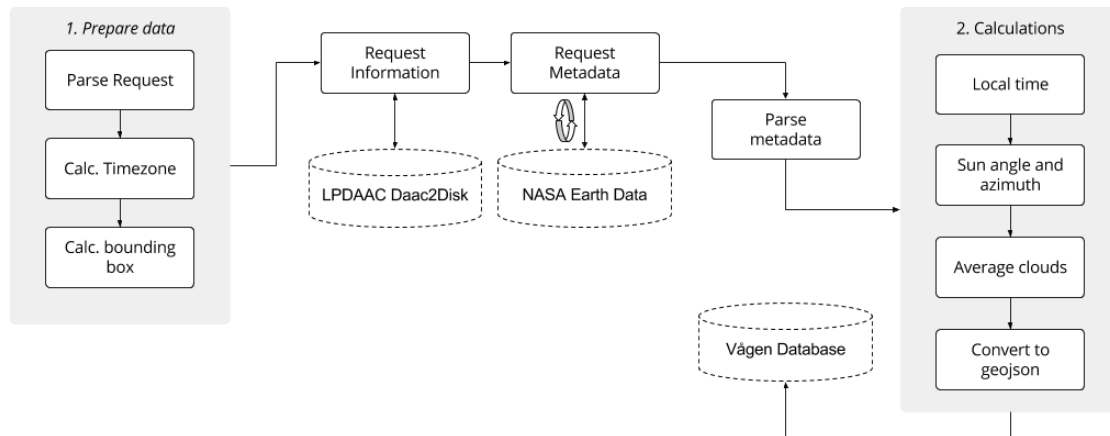 1. Prepare data
Parse Request
Calc. Timezone
Calc. bounding
box
Request
Information
LPDAAC Daac2Disk
Request
Metadata
NASA Earth Data
Parse
metadata
2. Calculations
Local time
Sun angle and
azimuth
Average clouds
Convert to
geojson
Vågen Database